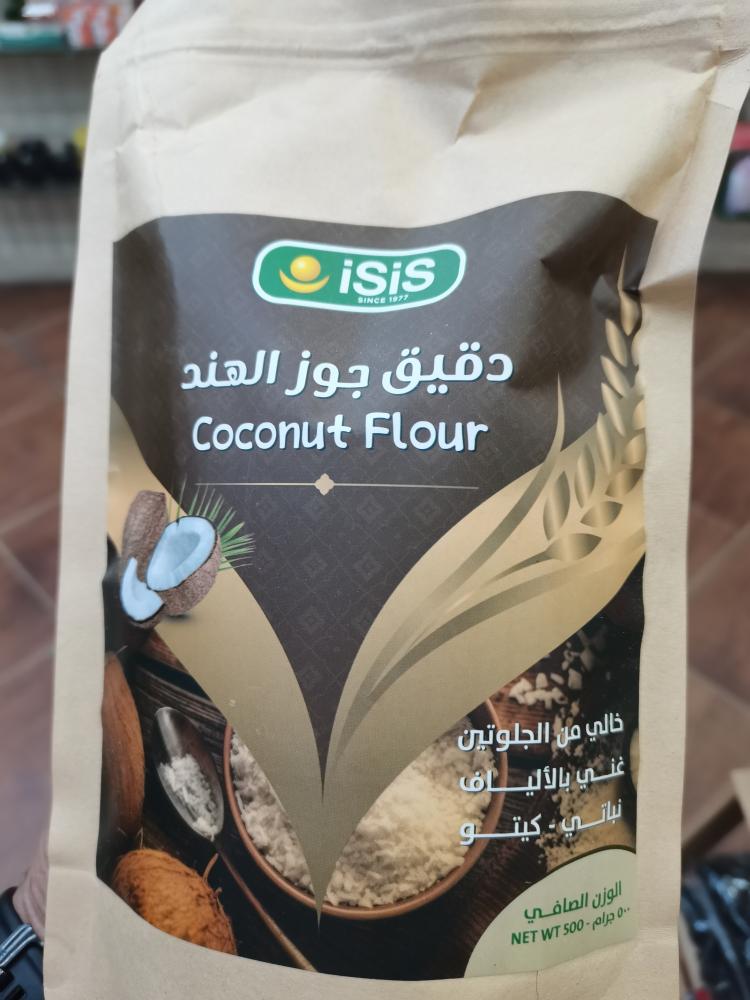 iSiS
SINCE 1977
دقيق جوز الهند
Coconut Flour
خالي من الجلوتين
غني بالألياف
نباتي - كيتو
الوزن الصافي
٥٠٠ جرام - NET WT 500